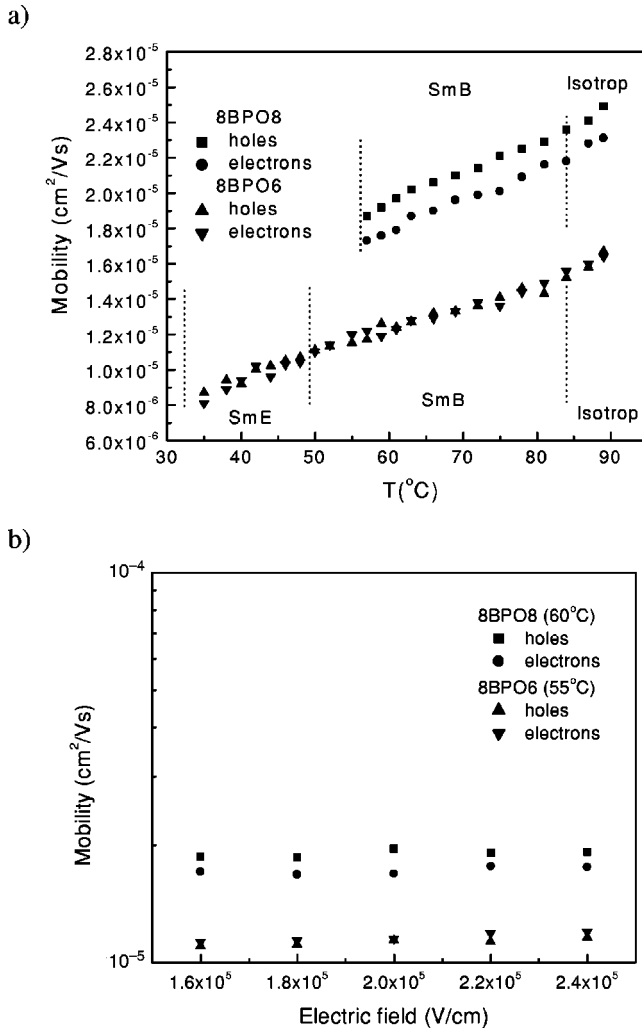 a)
2.8x10⁻⁵
2.6x10⁻⁵
2.4x10⁻⁵
2.2x10⁻⁵
2.0x10⁻⁵
1.8x10⁻⁵
1.6x10⁻⁵
1.4x10⁻⁵
1.2x10⁻⁵
1.0x10⁻⁵
8.0x10⁻⁶
6.0x10⁻⁶
Mobility (cm²/Vs)
8BPO8
holes
electrons
8BPO6
holes
electrons
SmB
Isotrop
SmE
SmB
Isotrop
30 40 50 60 70 80 90
T(°C)
b)
10⁻⁴
10⁻⁵
Mobility (cm²/Vs)
8BPO8 (60°C)
holes
electrons
8BPO6 (55°C)
holes
electrons
1.6x10⁵ 1.8x10⁵ 2.0x10⁵ 2.2x10⁵ 2.4x10⁵
Electric field (V/cm)